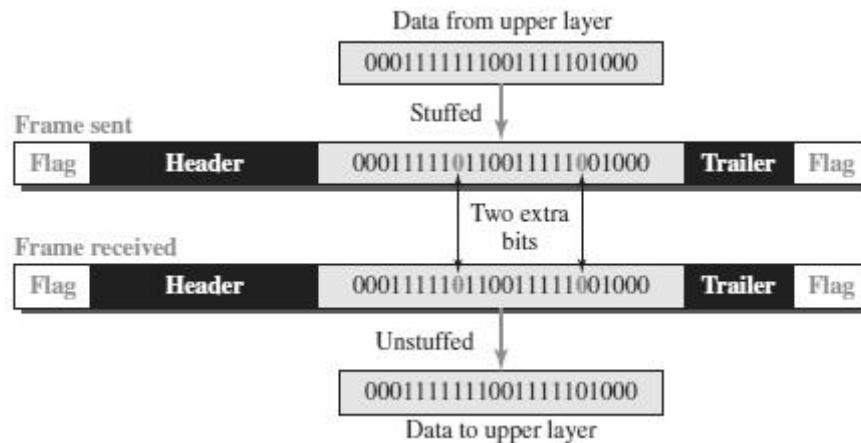 Data from upper layer
0001111111001111101000
Stuffed
Frame sent
Flag Header 000111110110011111001000 Trailer Flag
Two extra
bits
Frame received
Flag Header 000111110110011111001000 Trailer Flag
Unstuffed
0001111111001111101000
Data to upper layer